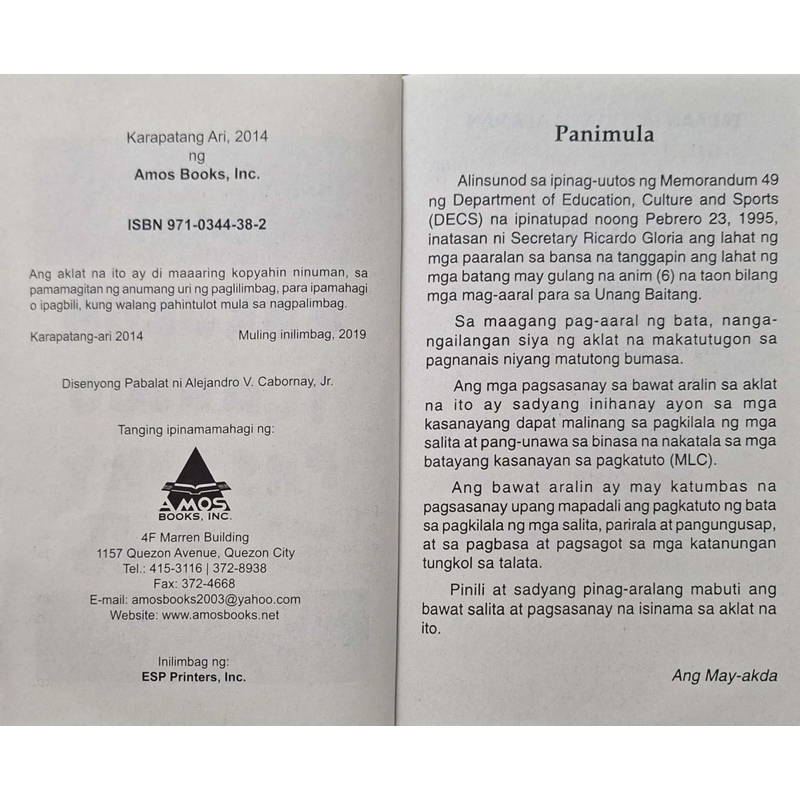 Karapatang Ari, 2014
ng
Amos Books, Inc.
ISBN 971-0344-38-2
Ang aklat na ito ay di maaaring kopyahin ninuman, sa
pamamagitan ng anumang uri ng paglilimbag, para ipamahagi
o ipagbili, kung walang pahintulot mula sa nagpalimbag.
Karapatang-ari 2014 Muling inilimbag, 2019
Disenyong Pabalat ni Alejandro V. Cabornay, Jr.
Tanging ipinamamahagi ng:
AMOS
BOOKS, INC.
4F Marren Building
1157 Quezon Avenue, Quezon City
Tel.: 415-3116 | 372-8938
Fax: 372-4668
E-mail: amosbooks2003@yahoo.com
Website: www.amosbooks.net
Inilimbag ng:
ESP Printers, Inc.
Panimula
Alinsunod sa ipinag-uutos ng Memorandum 49
ng Department of Education, Culture and Sports
(DECS) na ipinatupad noong Pebrero 23, 1995,
inatasan ni Secretary Ricardo Gloria ang lahat ng
mga paaralan sa bansa na tanggapin ang lahat ng
mga batang may gulang na anim (6) na taon bilang
mga mag-aaral para sa Unang Baitang.
Sa maagang pag-aaral ng bata, nanga-
ngailangan siya ng aklat na makatutugon sa
pagnanais niyang matutong bumasa.
Ang mga pagsasanay sa bawat aralin sa aklat
na ito ay sadyang inihanay ayon sa mga
kasanayang dapat malinang sa pagkilala ng mga
salita at pang-unawa sa binasa na nakatala sa mga
batayang kasanayan sa pagkatuto (MLC).
Ang bawat aralin ay may katumbas na
pagsasanay upang mapadali ang pagkatuto ng bata
sa pagkilala ng mga salita, parirala at pangungusap,
at sa pagbasa at pagsagot sa mga katanungan
tungkol sa talata.
Pinili at sadyang pinag-aralang mabuti ang
bawat salita at pagsasanay na isinama sa aklat na
ito.
Ang May-akda